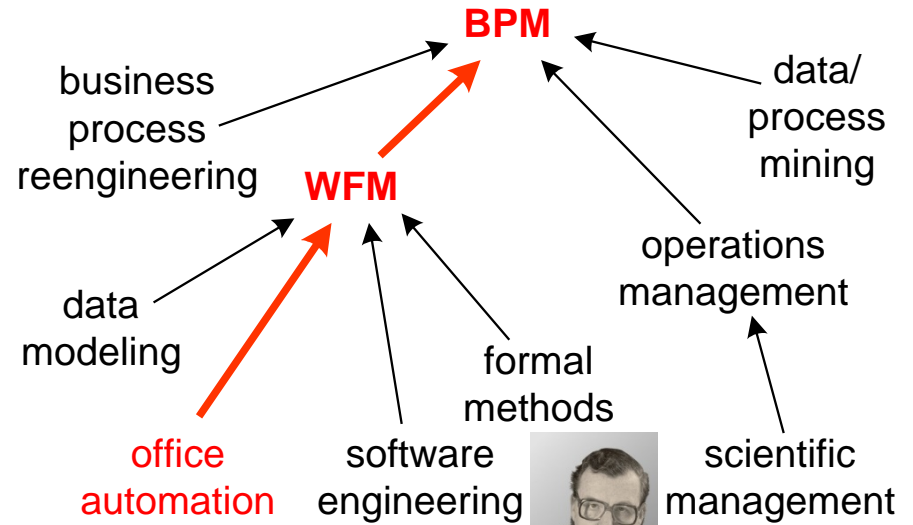 BPM
business
process
reengineering
data/
process
mining
WFM
operations
management
data
modeling
formal
methods
office
automation
software
engineering
scientific
management